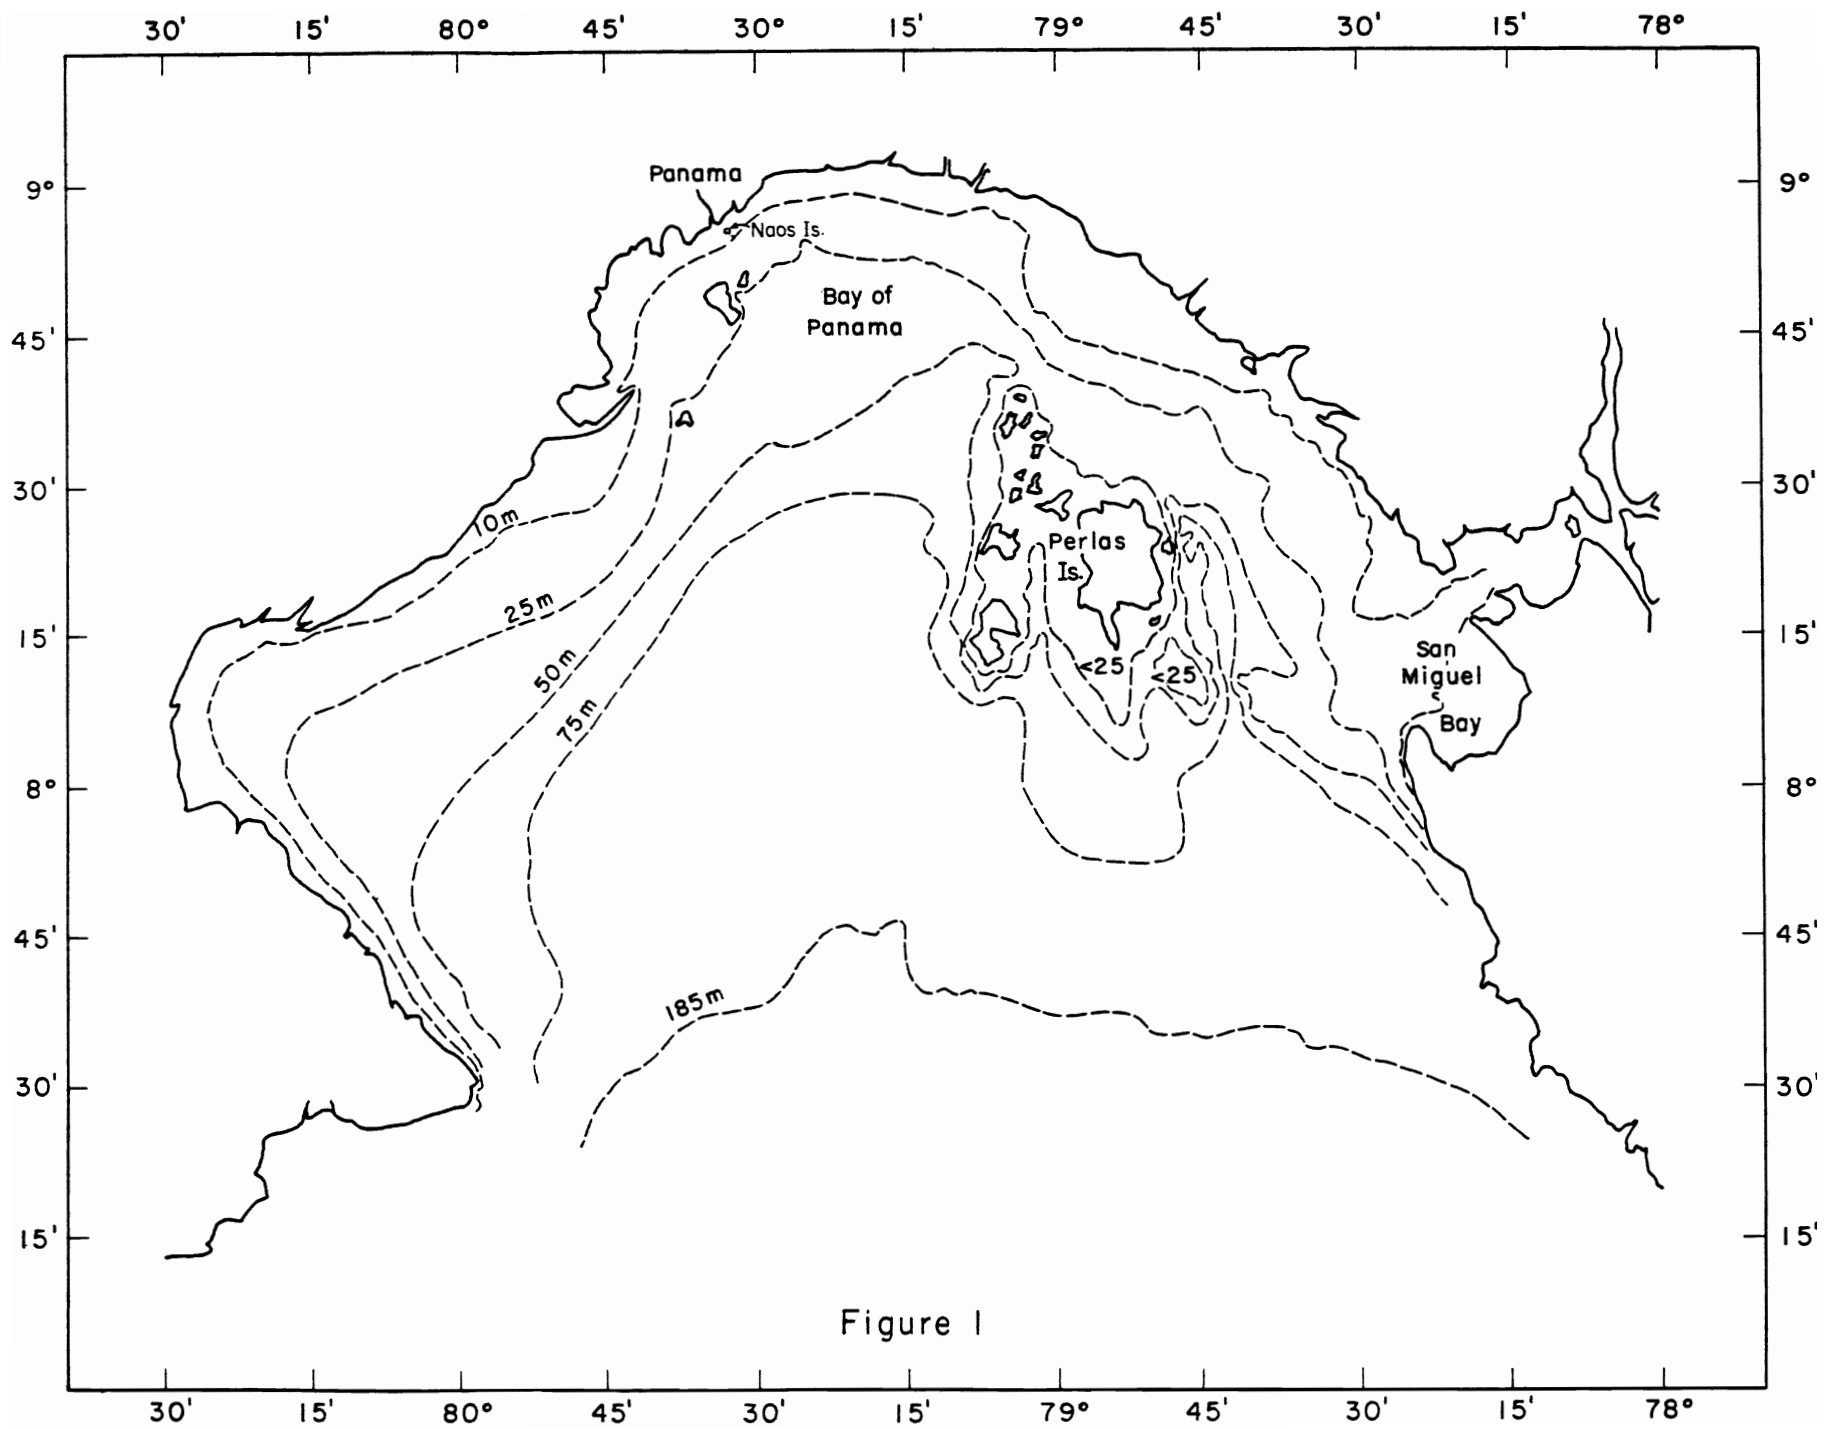 30' 15' 80° 45' 30° 15' 79° 45' 30' 15' 78°
Panama
9° 9°
Naos Is.
Bay of
Panama
45' 45'
30' 30'
10m
Perlas
Is.
25m
15' 15'
San
Miguel
Bay
<25
<25
50m
75m
8° 8°
45' 45'
185m
30' 30'
15' 15'
Figure 1
30' 15' 80° 45' 30' 15' 79° 45' 30' 15' 78°